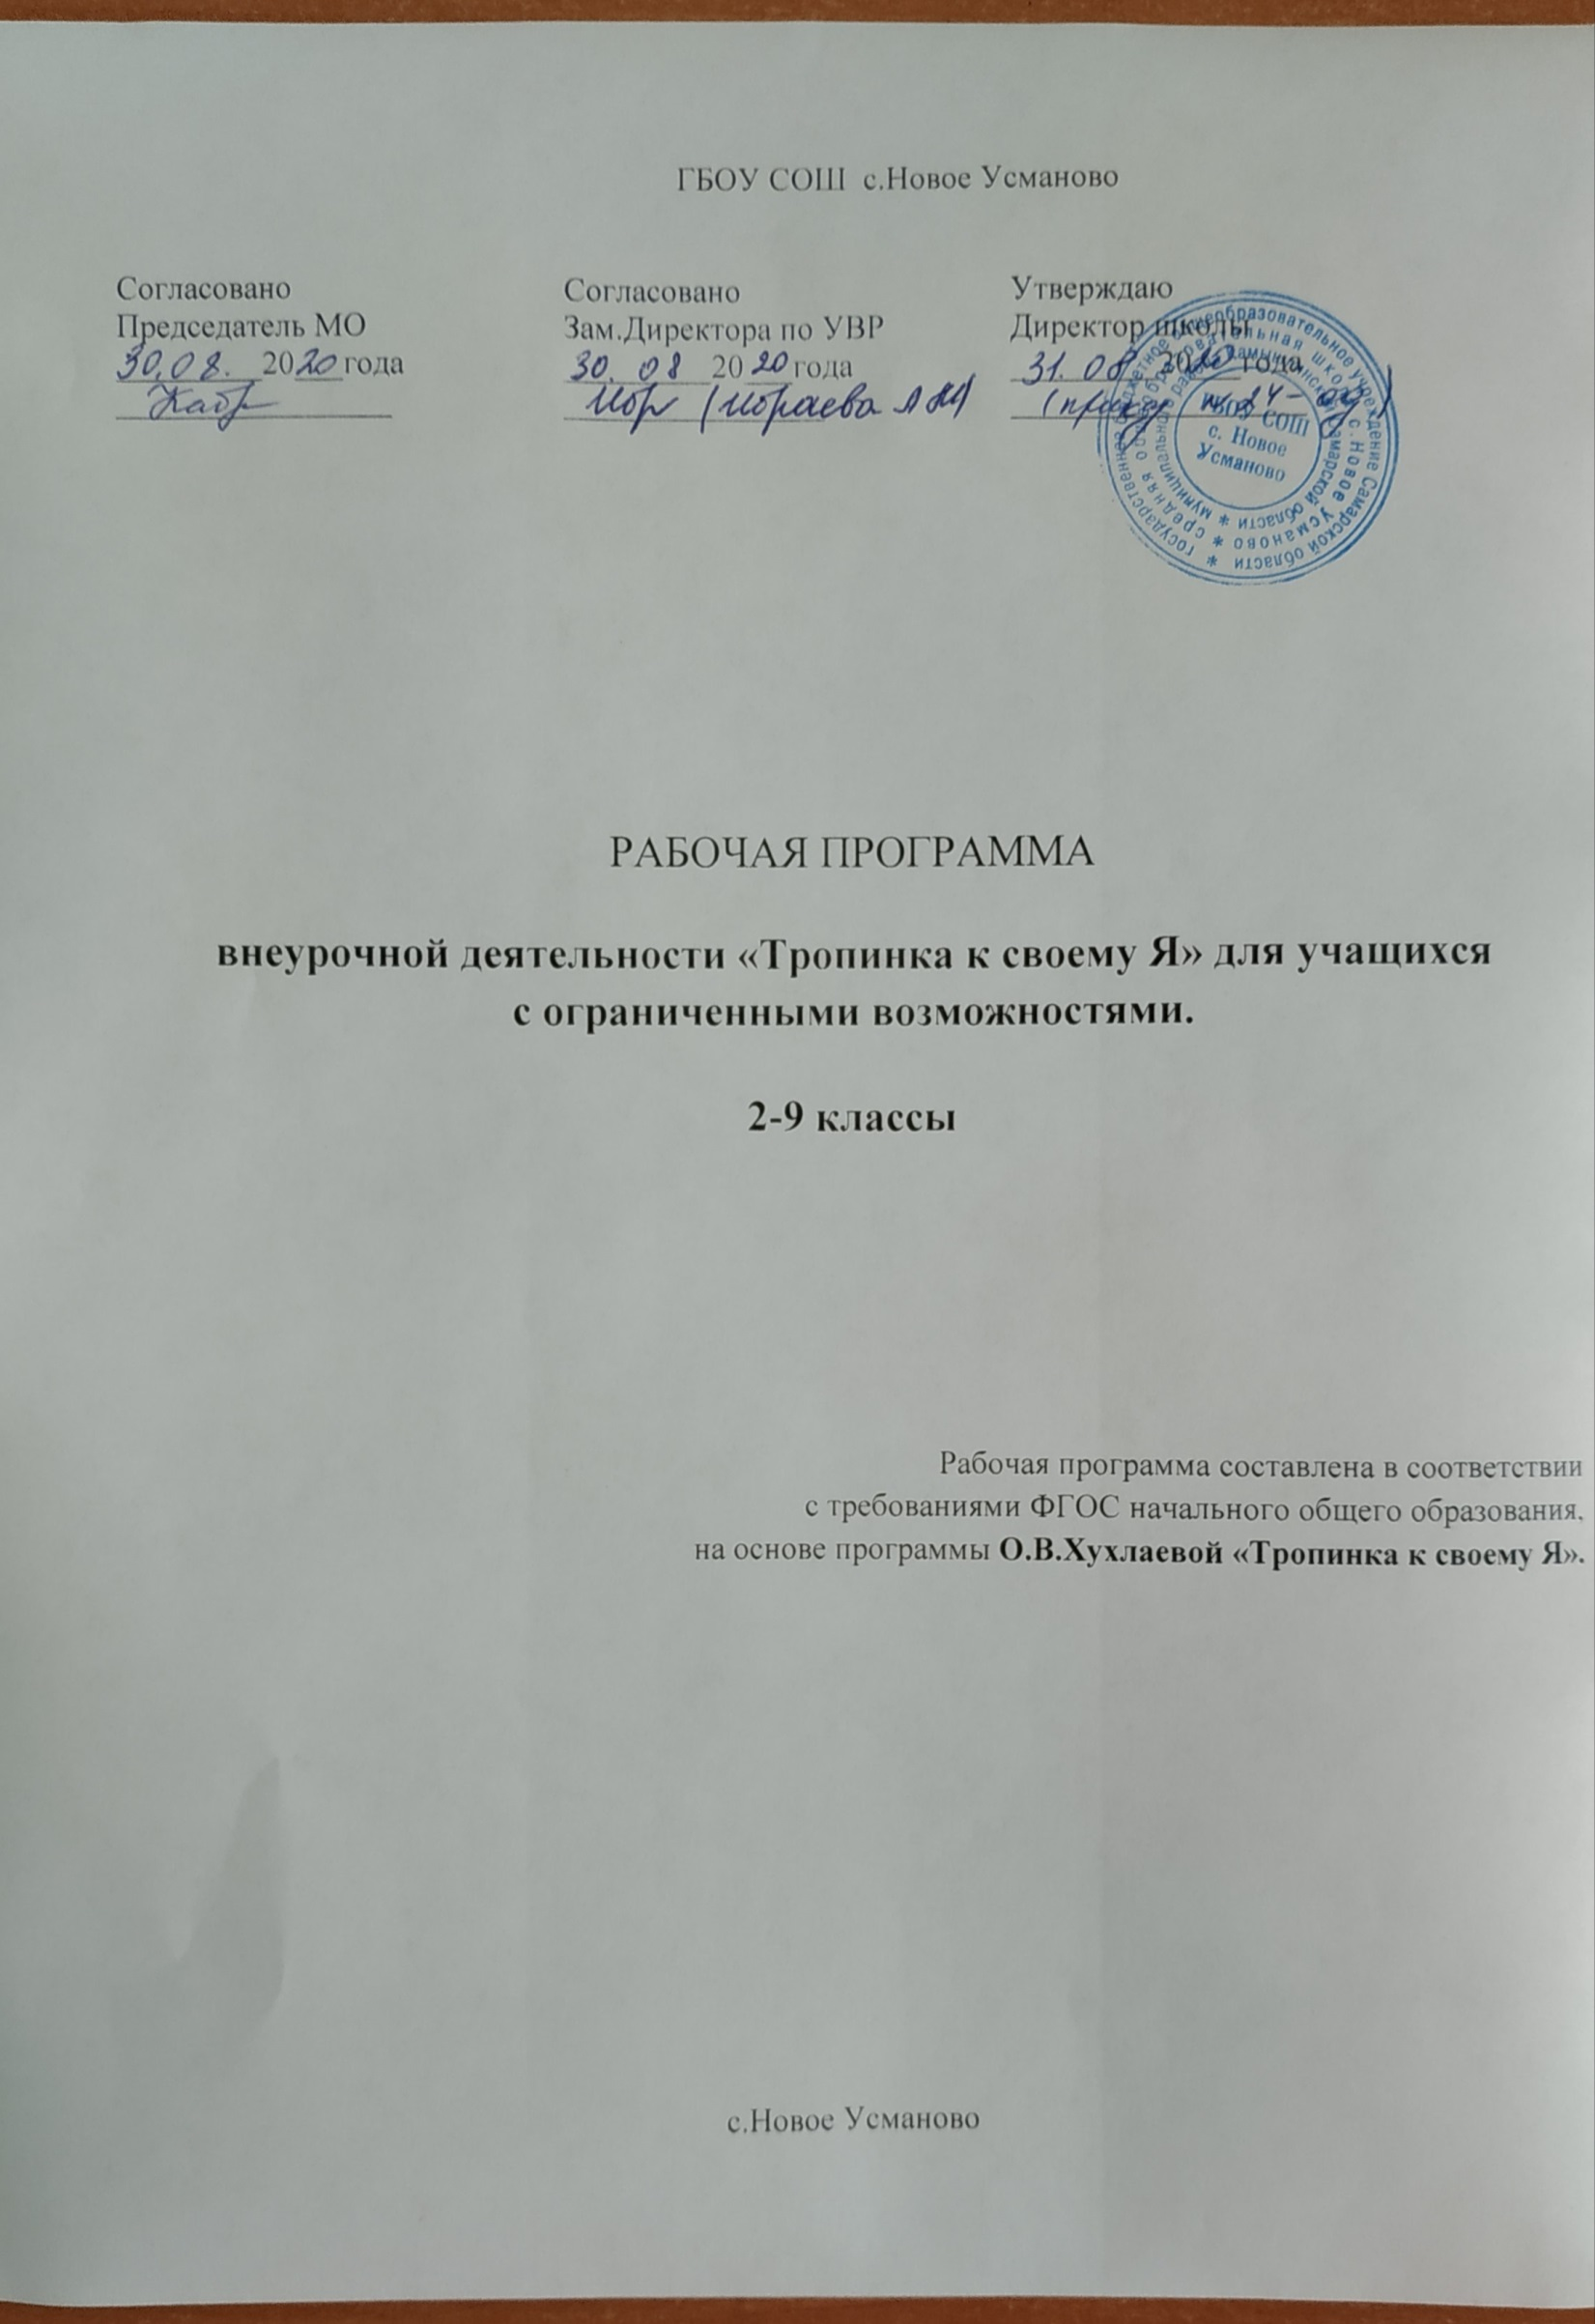 ГБОУ СОШ с.Новое Усманово
Согласовано
Председатель МО
30.08. 2020 года
Согласовано
Зам.Директора по УВР
30. 08 2020 года
Утверждаю
Директор школы
31. 08 2020 года
ГБОУ СОШ
с. Новое
Усманово
РАБОЧАЯ ПРОГРАММА
внеурочной деятельности «Тропинка к своему Я» для учащихся
с ограниченными возможностями.
2-9 классы
Рабочая программа составлена в соответствии
с требованиями ФГОС начального общего образования,
на основе программы О.В.Хухлаевой «Тропинка к своему Я».
с.Новое Усманово